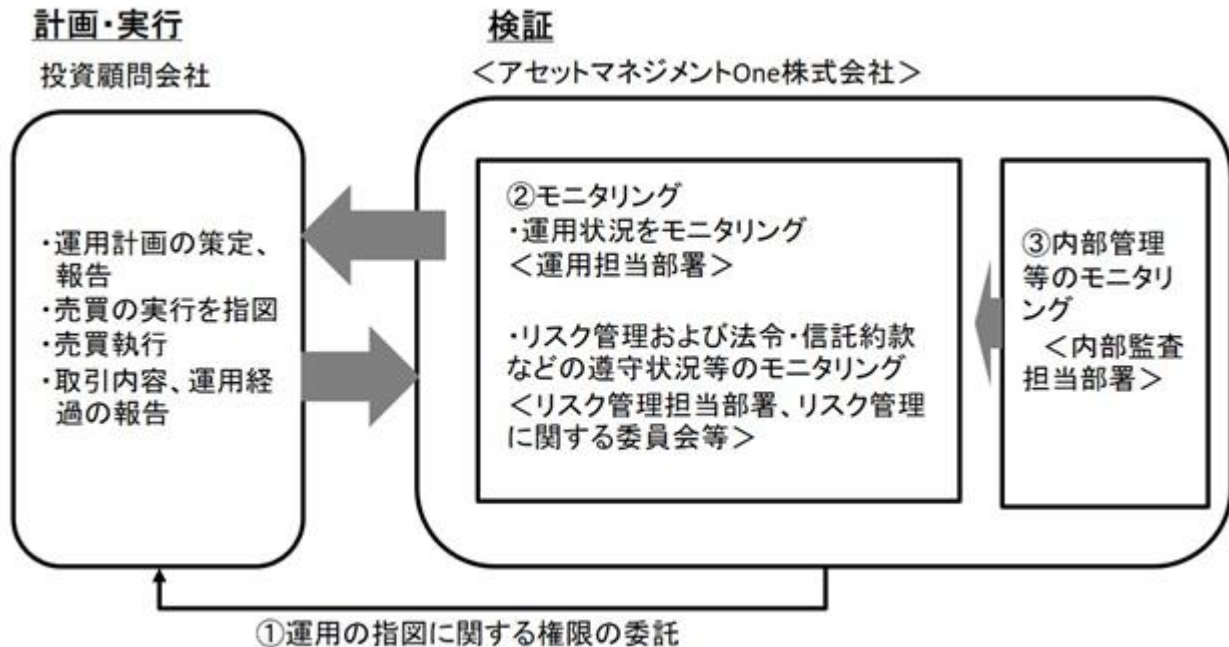 計画・実行
投資顧問会社
・運用計画の策定、
報告
・売買の実行を指図
・売買執行
・取引内容、運用経
過の報告
検証
＜アセットマネジメントOne株式会社＞
②モニタリング
・運用状況をモニタリング
＜運用担当部署＞
・リスク管理および法令・信託約款
などの遵守状況等のモニタリング
＜リスク管理担当部署、リスク管理
に関する委員会等＞
③内部管理
等のモニタリ
ング
＜内部監査
担当部署＞
①運用の指図に関する権限の委託